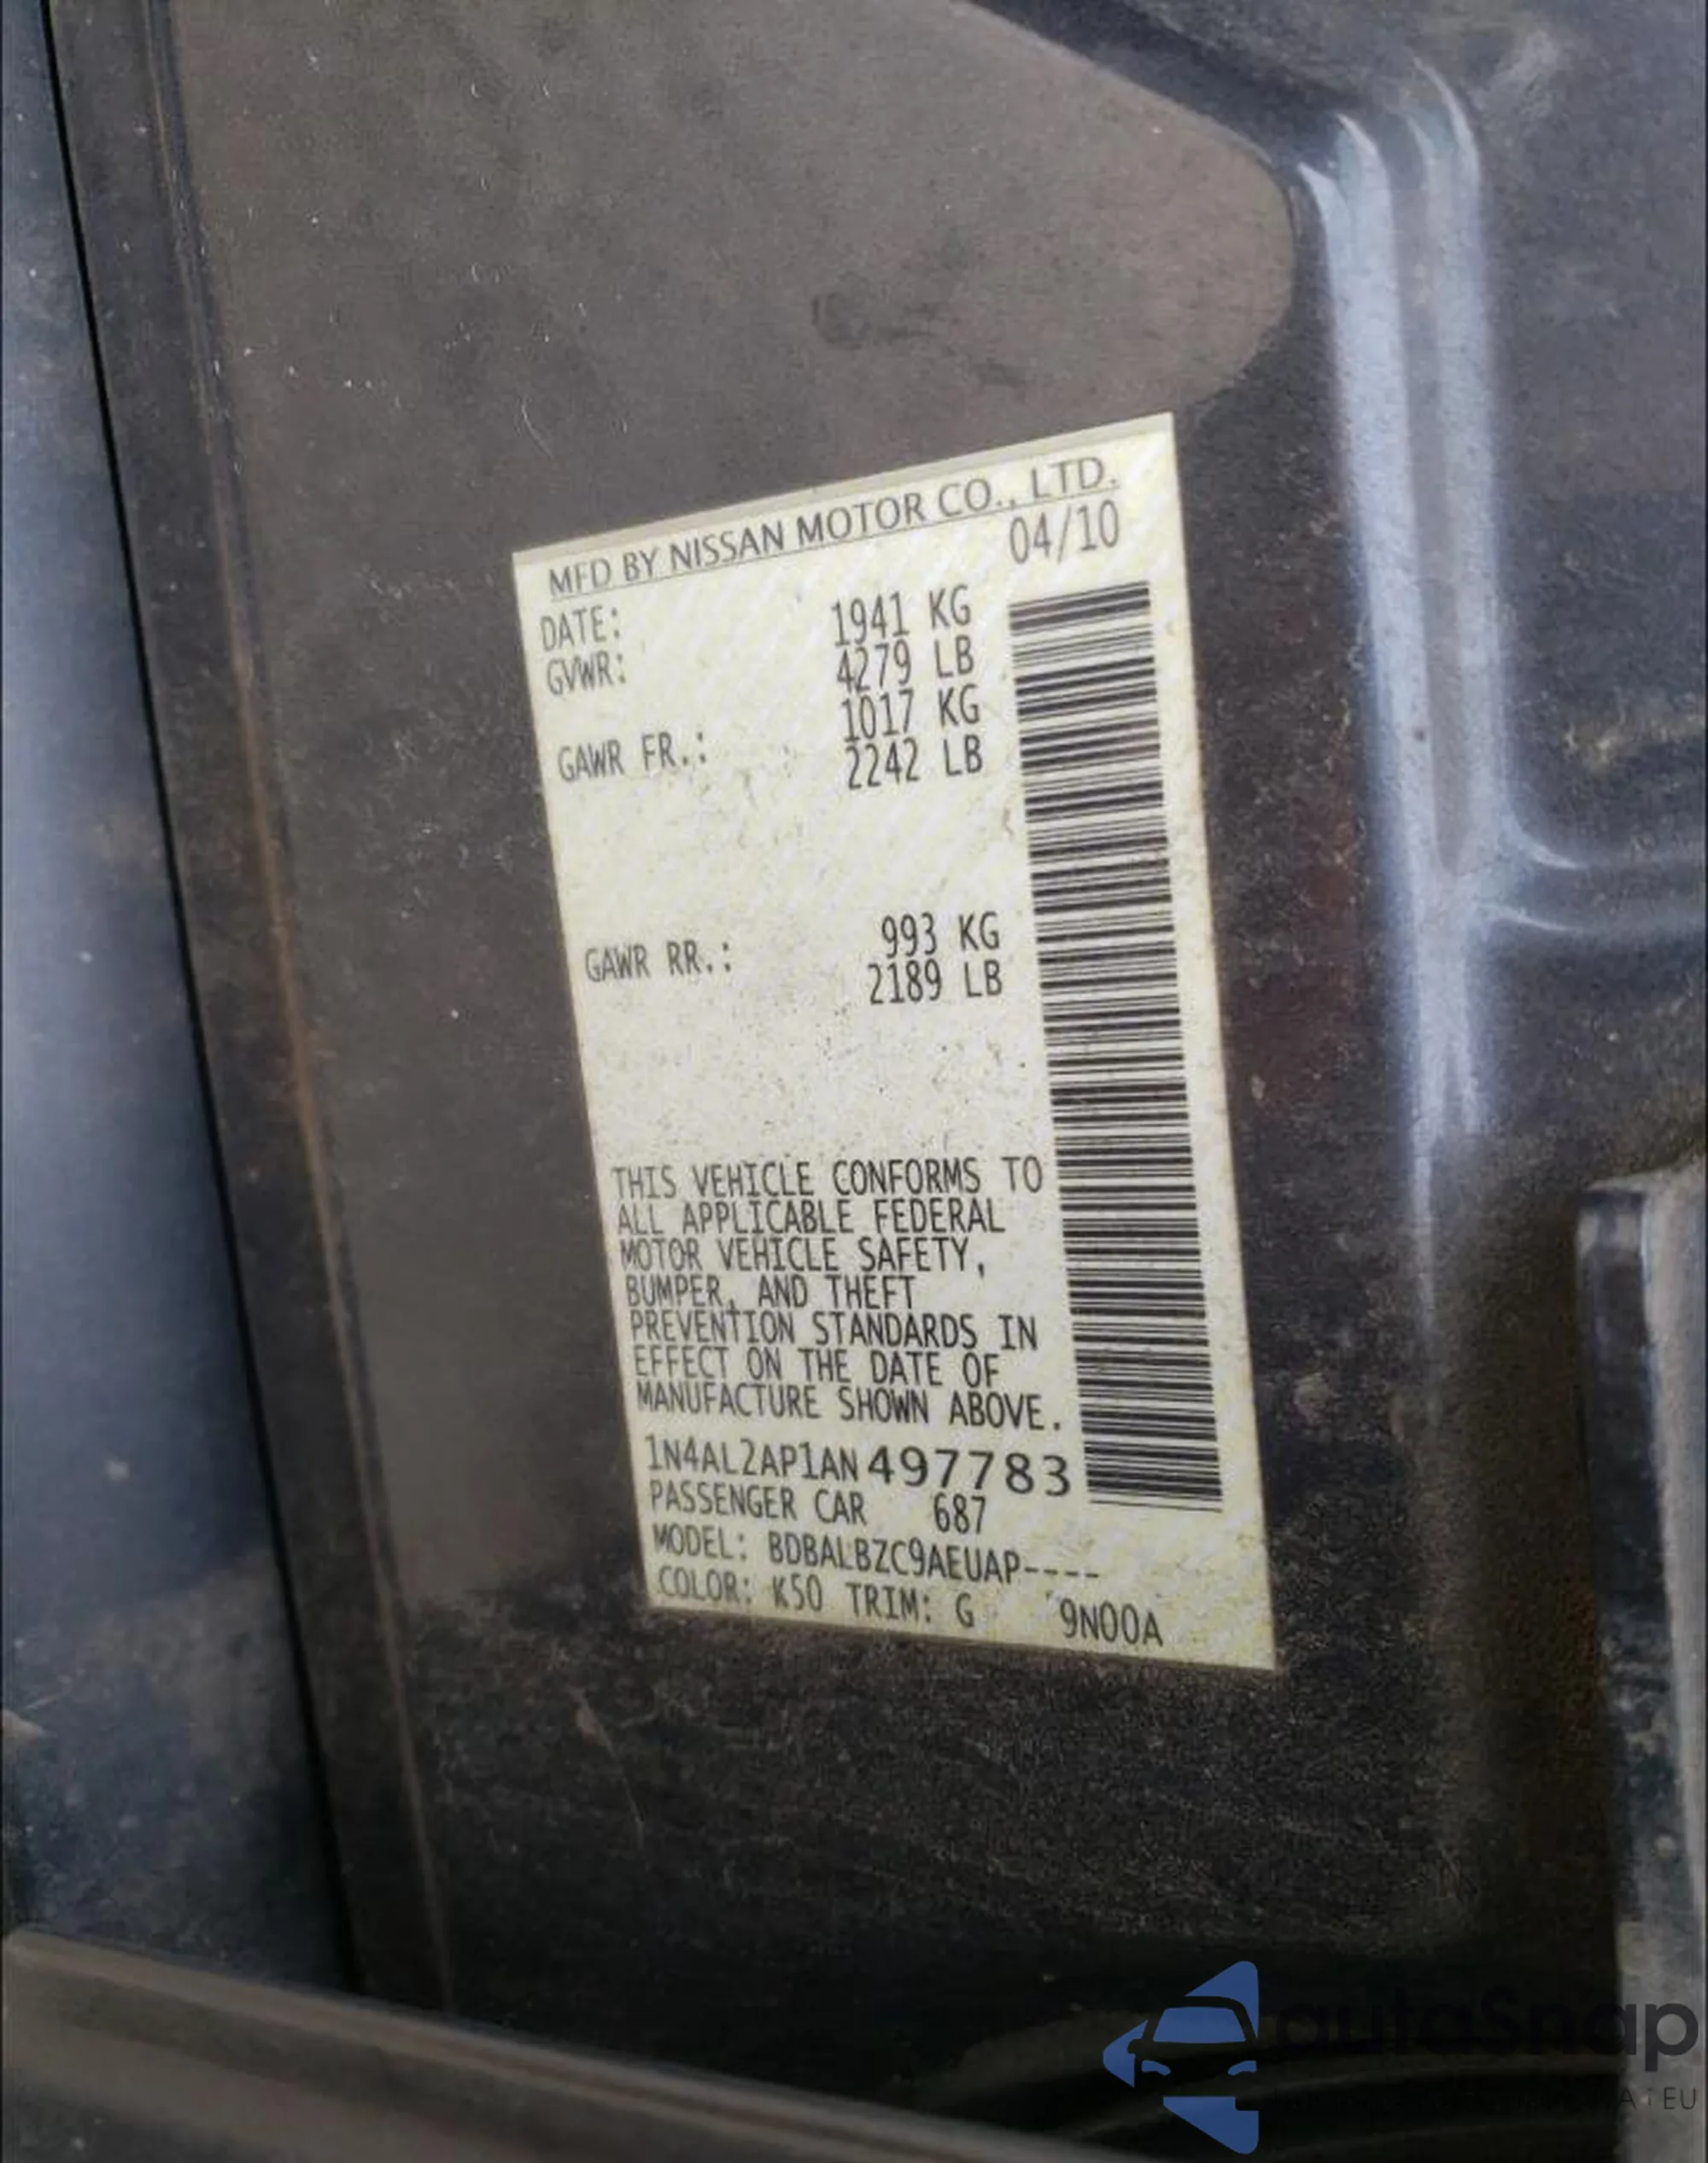 MFD BY NISSAN MOTOR CO., LTD.
DATE: 04/10
GVWR: 1941 KG
4279 LB
GAWR FR.: 1017 KG
2242 LB
GAWR RR.: 993 KG
2189 LB
THIS VEHICLE CONFORMS TO
ALL APPLICABLE FEDERAL
MOTOR VEHICLE SAFETY,
BUMPER, AND THEFT
PREVENTION STANDARDS IN
EFFECT ON THE DATE OF
MANUFACTURE SHOWN ABOVE.
1N4AL2AP1AN497783
PASSENGER CAR 687
MODEL: BDBALBZC9AEUAP----
COLOR: K50 TRIM: G 9N00A
autoSnap
EU